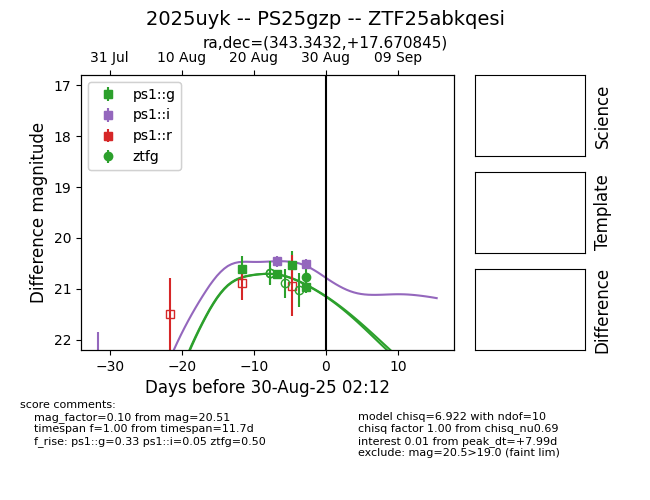 2025uyk -- PS25gzp -- ZTF25abkqesi
ra,dec=(343.3432,+17.670845)
31 Jul 10 Aug 20 Aug 30 Aug 09 Sep
17
18
19
20
21
22
Difference magnitude
ps1::g
ps1::i
ps1::r
ztfg
−30 −20 −10 0 10
Days before 30-Aug-25 02:12
Science
Template
Difference
score comments:
mag_factor=0.10 from mag=20.51
timespan f=1.00 from timespan=11.7d
f_rise: ps1::g=0.33 ps1::i=0.05 ztfg=0.50
model chisq=6.922 with ndof=10
chisq factor 1.00 from chisq_nu0.69
interest 0.01 from peak_dt=+7.99d
exclude: mag=20.5>19.0 (faint lim)